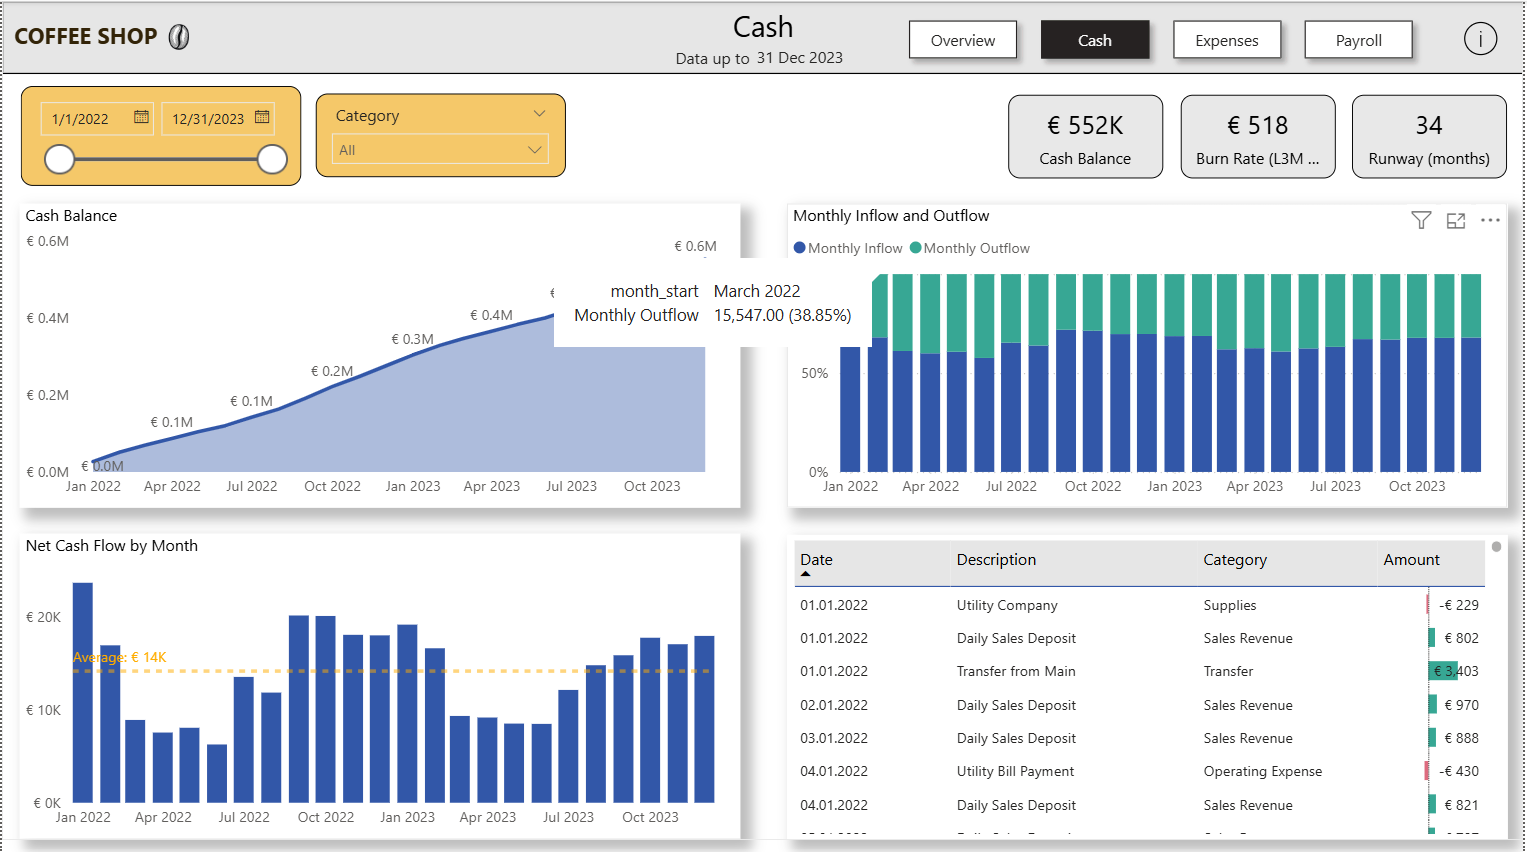 COFFEE SHOP
Cash
Data up to 31 Dec 2023
Overview
Cash
Expenses
Payroll
i
1/1/2022
12/31/2023
Category
All
€ 552K
Cash Balance
€ 518
Burn Rate (L3M ...
34
Runway (months)
Cash Balance
€ 0.6M
€ 0.4M
€ 0.2M
€ 0.0M
€ 0.0M
€ 0.1M
€ 0.1M
€ 0.2M
€ 0.3M
€ 0.4M
€
€ 0.6M
Jan 2022 Apr 2022 Jul 2022 Oct 2022 Jan 2023 Apr 2023 Jul 2023 Oct 2023
month_start March 2022
Monthly Outflow 15,547.00 (38.85%)
Monthly Inflow and Outflow
Monthly Inflow Monthly Outflow
50%
0%
Jan 2022 Apr 2022 Jul 2022 Oct 2022 Jan 2023 Apr 2023 Jul 2023 Oct 2023
Net Cash Flow by Month
€ 20K
Average: € 14K
€ 10K
€ 0K
Jan 2022 Apr 2022 Jul 2022 Oct 2022 Jan 2023 Apr 2023 Jul 2023 Oct 2023
Date Description Category Amount
01.01.2022 Utility Company Supplies -€ 229
01.01.2022 Daily Sales Deposit Sales Revenue € 802
01.01.2022 Transfer from Main Transfer € 3,403
02.01.2022 Daily Sales Deposit Sales Revenue € 970
03.01.2022 Daily Sales Deposit Sales Revenue € 888
04.01.2022 Utility Bill Payment Operating Expense -€ 430
04.01.2022 Daily Sales Deposit Sales Revenue € 821